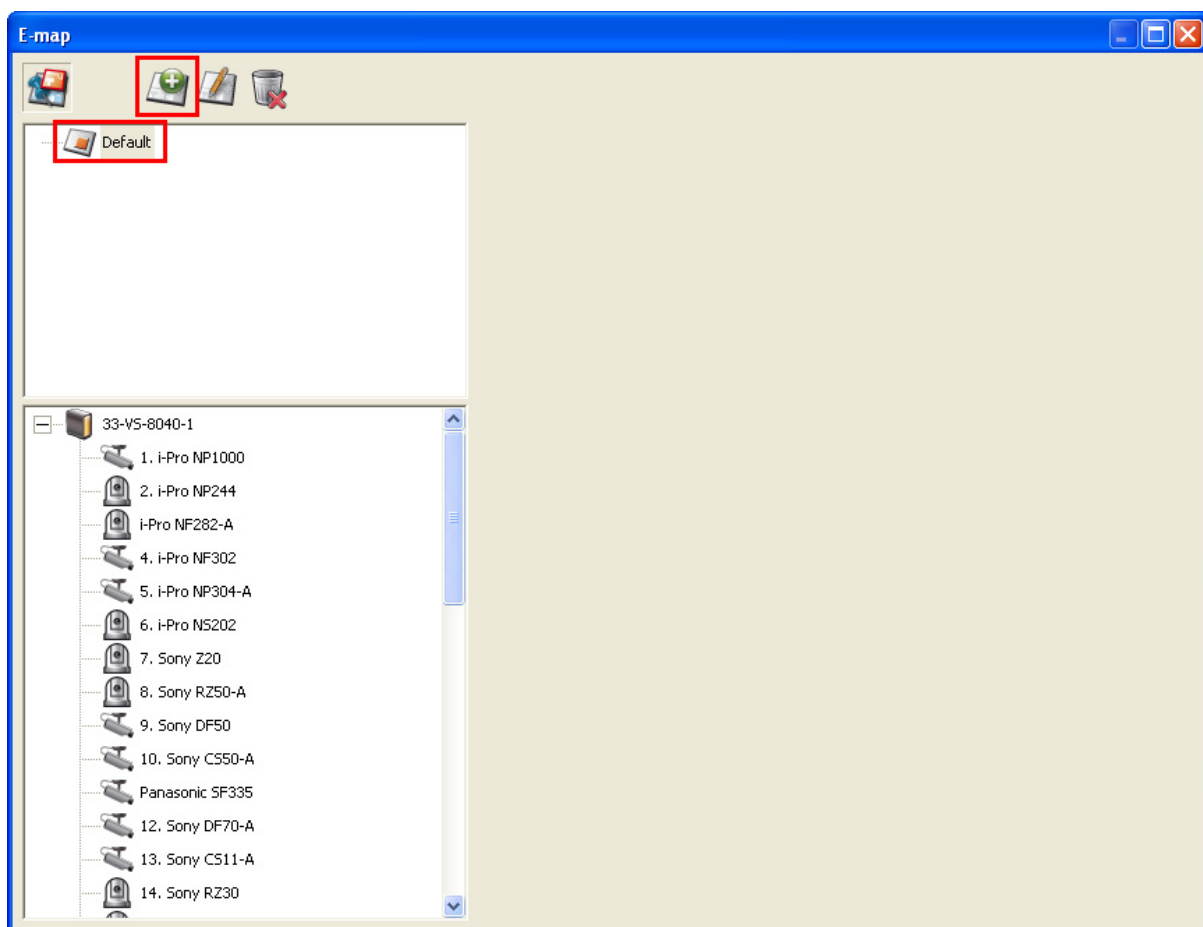 E-map
Default
33-VS-8040-1
1. i-Pro NP1000
2. i-Pro NP244
i-Pro NF282-A
4. i-Pro NF302
5. i-Pro NP304-A
6. i-Pro NS202
7. Sony Z20
8. Sony RZ50-A
9. Sony DF50
10. Sony CS50-A
Panasonic SF335
12. Sony DF70-A
13. Sony CS11-A
14. Sony RZ30